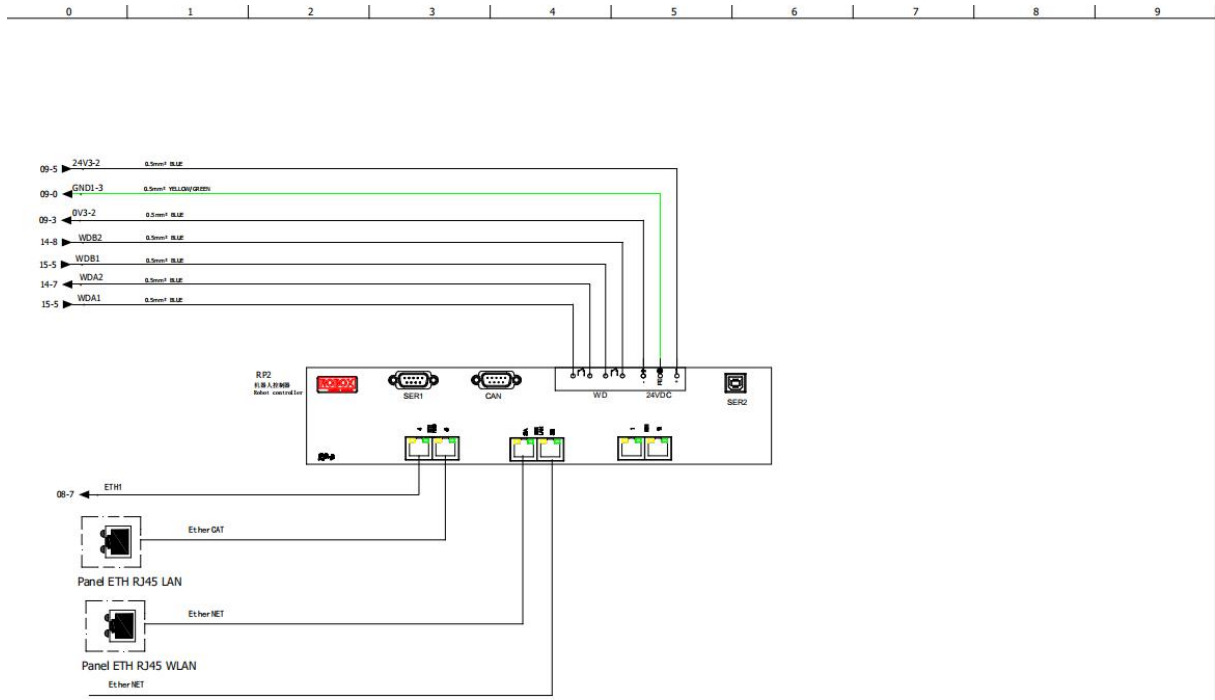 0 1 2 3 4 5 6 7 8 9
09-5 24V3-2 0.5mm² BLUE
09-0 GND1-3 0.5mm² YELLOW/GREEN
09-3 0V3-2 0.5mm² BLUE
14-8 WDB2 0.5mm² BLUE
15-5 WDB1 0.5mm² BLUE
14-7 WDA2 0.5mm² BLUE
15-5 WDA1 0.5mm² BLUE
RP2
机器人控制器
Robot controller
SER1 CAN WD 24VDC SER2
- PE +
08-7 ETH1
EtherCAT
Panel ETH RJ45 LAN
EtherNET
Panel ETH RJ45 WLAN
EtherNET